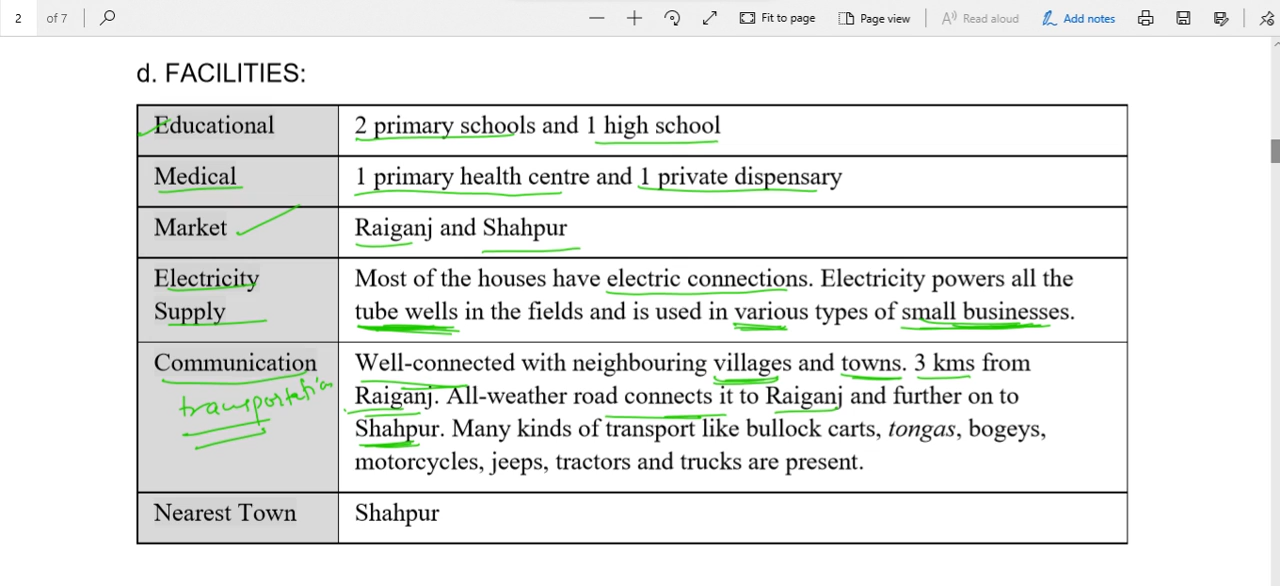 2 of 7 Fit to page Page view Read aloud Add notes
d. FACILITIES:
Educational 2 primary schools and 1 high school
Medical 1 primary health centre and 1 private dispensary
Market Raiganj and Shahpur
Electricity Most of the houses have electric connections. Electricity powers all the
Supply tube wells in the fields and is used in various types of small businesses.
Communication Well-connected with neighbouring villages and towns. 3 kms from
transportation Raiganj. All-weather road connects it to Raiganj and further on to
Shahpur. Many kinds of transport like bullock carts, tongas, bogeys,
motorcycles, jeeps, tractors and trucks are present.
Nearest Town Shahpur